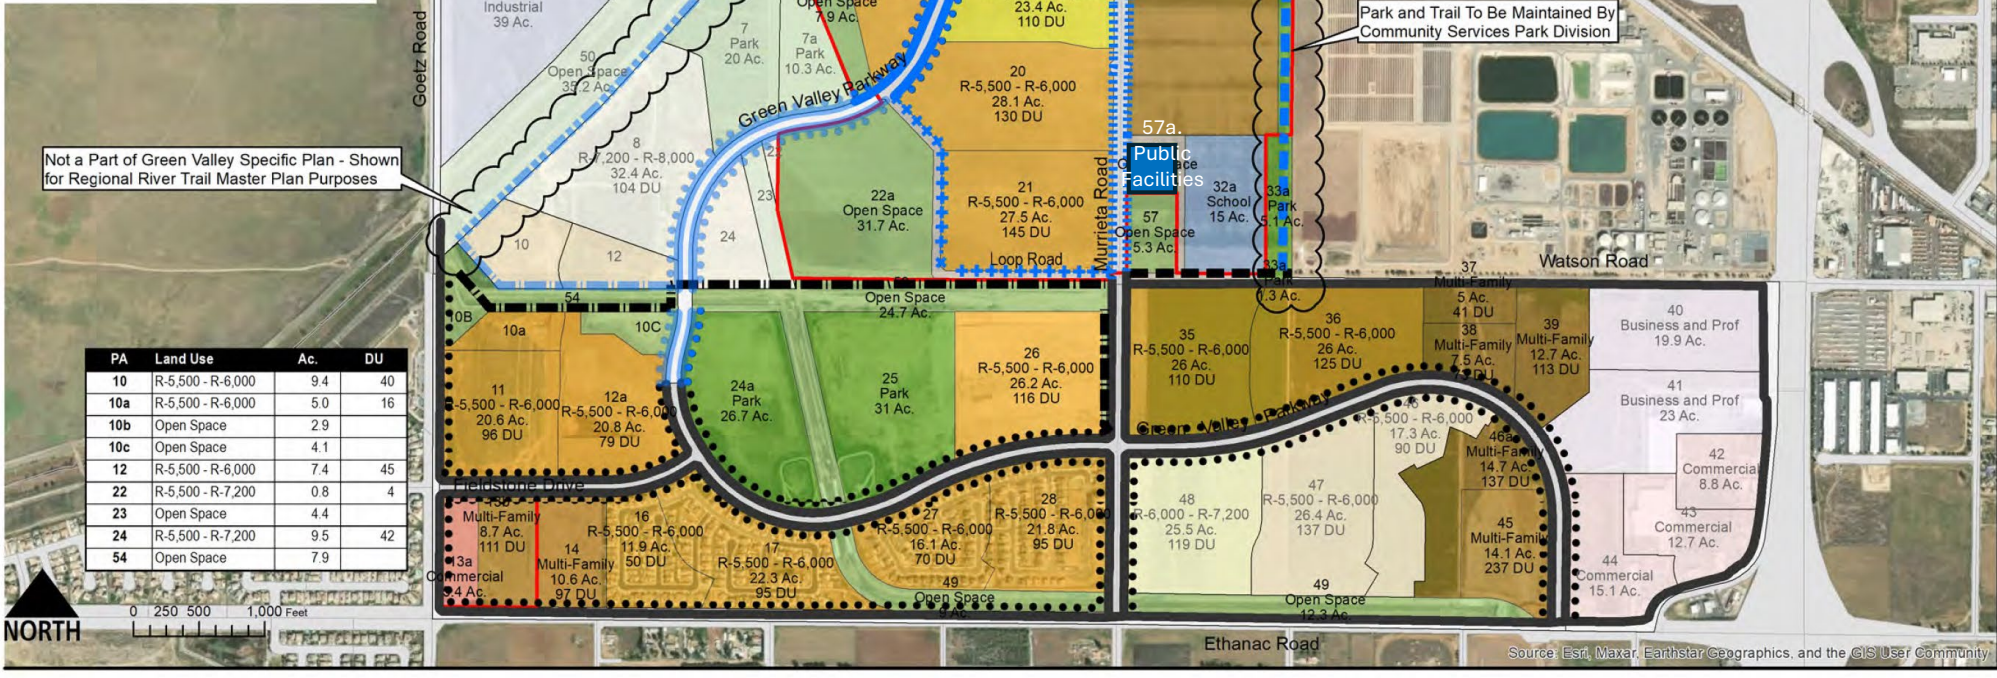 Industrial
39 Ac.
Goetz Road
50
Open Space
35.2 Ac.
7
Park
20 Ac.
Open Space
7.9 Ac.
7a
Park
10.3 Ac.
23.4 Ac.
110 DU
Park and Trail To Be Maintained By
Community Services Park Division
Green Valley Parkway
20
R-5,500 - R-6,000
28.1 Ac.
130 DU
Not a Part of Green Valley Specific Plan - Shown
for Regional River Trail Master Plan Purposes
8
R-7,200 - R-8,000
32.4 Ac.
104 DU
22
23
22a
Open Space
31.7 Ac.
21
R-5,500 - R-6,000
27.5 Ac.
145 DU
Loop Road
Murrieta Road
57a.
Public
Facilities
57
Open Space
5.3 Ac.
32a
School
15 Ac.
33a
Park
5.1 Ac.
33a
Park
1.3 Ac.
Watson Road
10
12
24
54
Open Space
24.7 Ac.
10B
10a
10C
11
R-5,500 - R-6,000
20.6 Ac.
96 DU
12a
R-5,500 - R-6,000
20.8 Ac.
79 DU
24a
Park
26.7 Ac.
25
Park
31 Ac.
26
R-5,500 - R-6,000
26.2 Ac.
116 DU
35
R-5,500 - R-6,000
26 Ac.
110 DU
36
R-5,500 - R-6,000
26 Ac.
125 DU
37
Multi-Family
5 Ac.
41 DU
38
Multi-Family
7.5 Ac.
73 DU
39
Multi-Family
12.7 Ac.
113 DU
40
Business and Prof
19.9 Ac.
41
Business and Prof
23 Ac.
42
Commercial
8.8 Ac.
43
Commercial
12.7 Ac.
44
Commercial
15.1 Ac.
Green Valley Parkway
46
R-5,500 - R-6,000
17.3 Ac.
90 DU
46a
Multi-Family
14.7 Ac.
137 DU
45
Multi-Family
14.1 Ac.
237 DU
47
R-5,500 - R-6,000
26.4 Ac.
137 DU
48
R-6,000 - R-7,200
25.5 Ac.
119 DU
49
Open Space
12.3 Ac.
Fieldstone Drive
13b
Multi-Family
8.7 Ac.
111 DU
13a
Commercial
14
Multi-Family
10.6 Ac.
97 DU
16
R-5,500 - R-6,000
11.9 Ac.
50 DU
17
R-5,500 - R-6,000
22.3 Ac.
95 DU
27
R-5,500 - R-6,000
16.1 Ac.
70 DU
28
R-5,500 - R-6,000
21.8 Ac.
95 DU
49
Open Space
9 Ac.
Ethanac Road
PA Land Use Ac. DU
10 R-5,500 - R-6,000 9.4 40
10a R-5,500 - R-6,000 5.0 16
10b Open Space 2.9
10c Open Space 4.1
12 R-5,500 - R-6,000 7.4 45
22 R-5,500 - R-7,200 0.8 4
23 Open Space 4.4
24 R-5,500 - R-7,200 9.5 42
54 Open Space 7.9
0 250 500 1,000 Feet
NORTH
Source: Esri, Maxar, Earthstar Geographics, and the GIS User Community